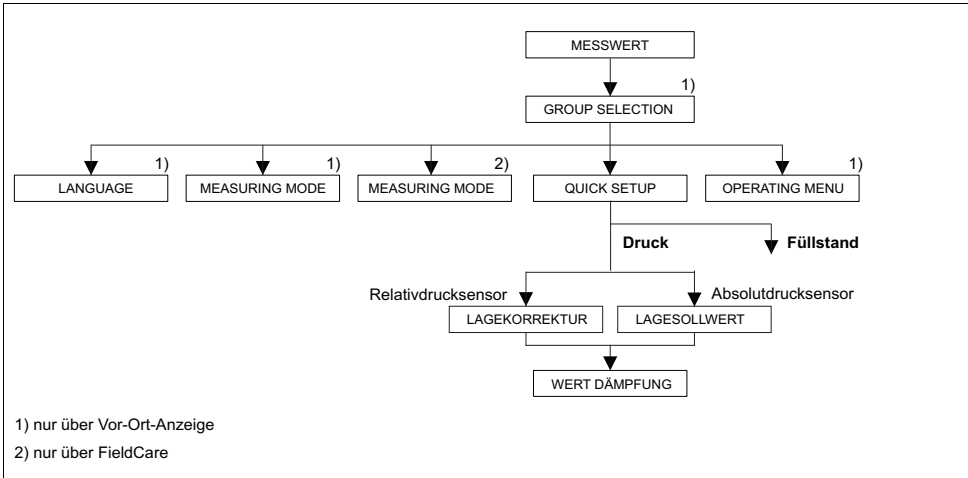 MESSWERT
1)
GROUP SELECTION
1)
1)
2)
1)
LANGUAGE
MEASURING MODE
MEASURING MODE
QUICK SETUP
OPERATING MENU
Druck
Füllstand
Relativdrucksensor
Absolutdrucksensor
LAGEKORREKTUR
LAGESOLLWERT
WERT DÄMPFUNG
1) nur über Vor-Ort-Anzeige
2) nur über FieldCare